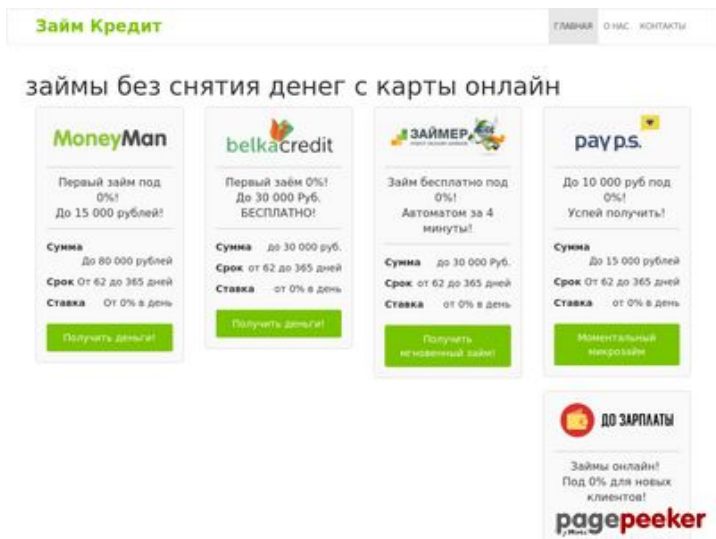 Займ Кредит
ГЛАВНАЯ О НАС. КОНТАКТЫ
займы без снятия денег с карты онлайн
MoneyMan
Первый займ под
0%!
До 15 000 рублей!
Сумма
До 80 000 рублей
Срок От 62 до 365 дней
Ставка От 0% в день
Получить деньги!
belkacredit
Первый заём 0%!
До 30 000 Руб.
БЕСПЛАТНО!
Сумма до 30 000 руб.
Срок от 62 до 365 дней
Ставка от 0% в день
Получить деньги!
ЗАЙМЕР
Займ бесплатно под
0%!
Автоматом за 4
минуты!
Сумма до 30 000 Руб.
Срок от 62 до 365 дней
Ставка от 0% в день
Получить
мгновенный займ!
pay p.s.
До 10 000 руб под
0%!
Успей получить!
Сумма
До 15 000 рублей
Срок От 62 до 365 дней
Ставка от 0% в день
Моментальный
микрозайм
ДО ЗАРПЛАТЫ
Займы онлайн!
Под 0% для новых
клиентов!
pagepeeker